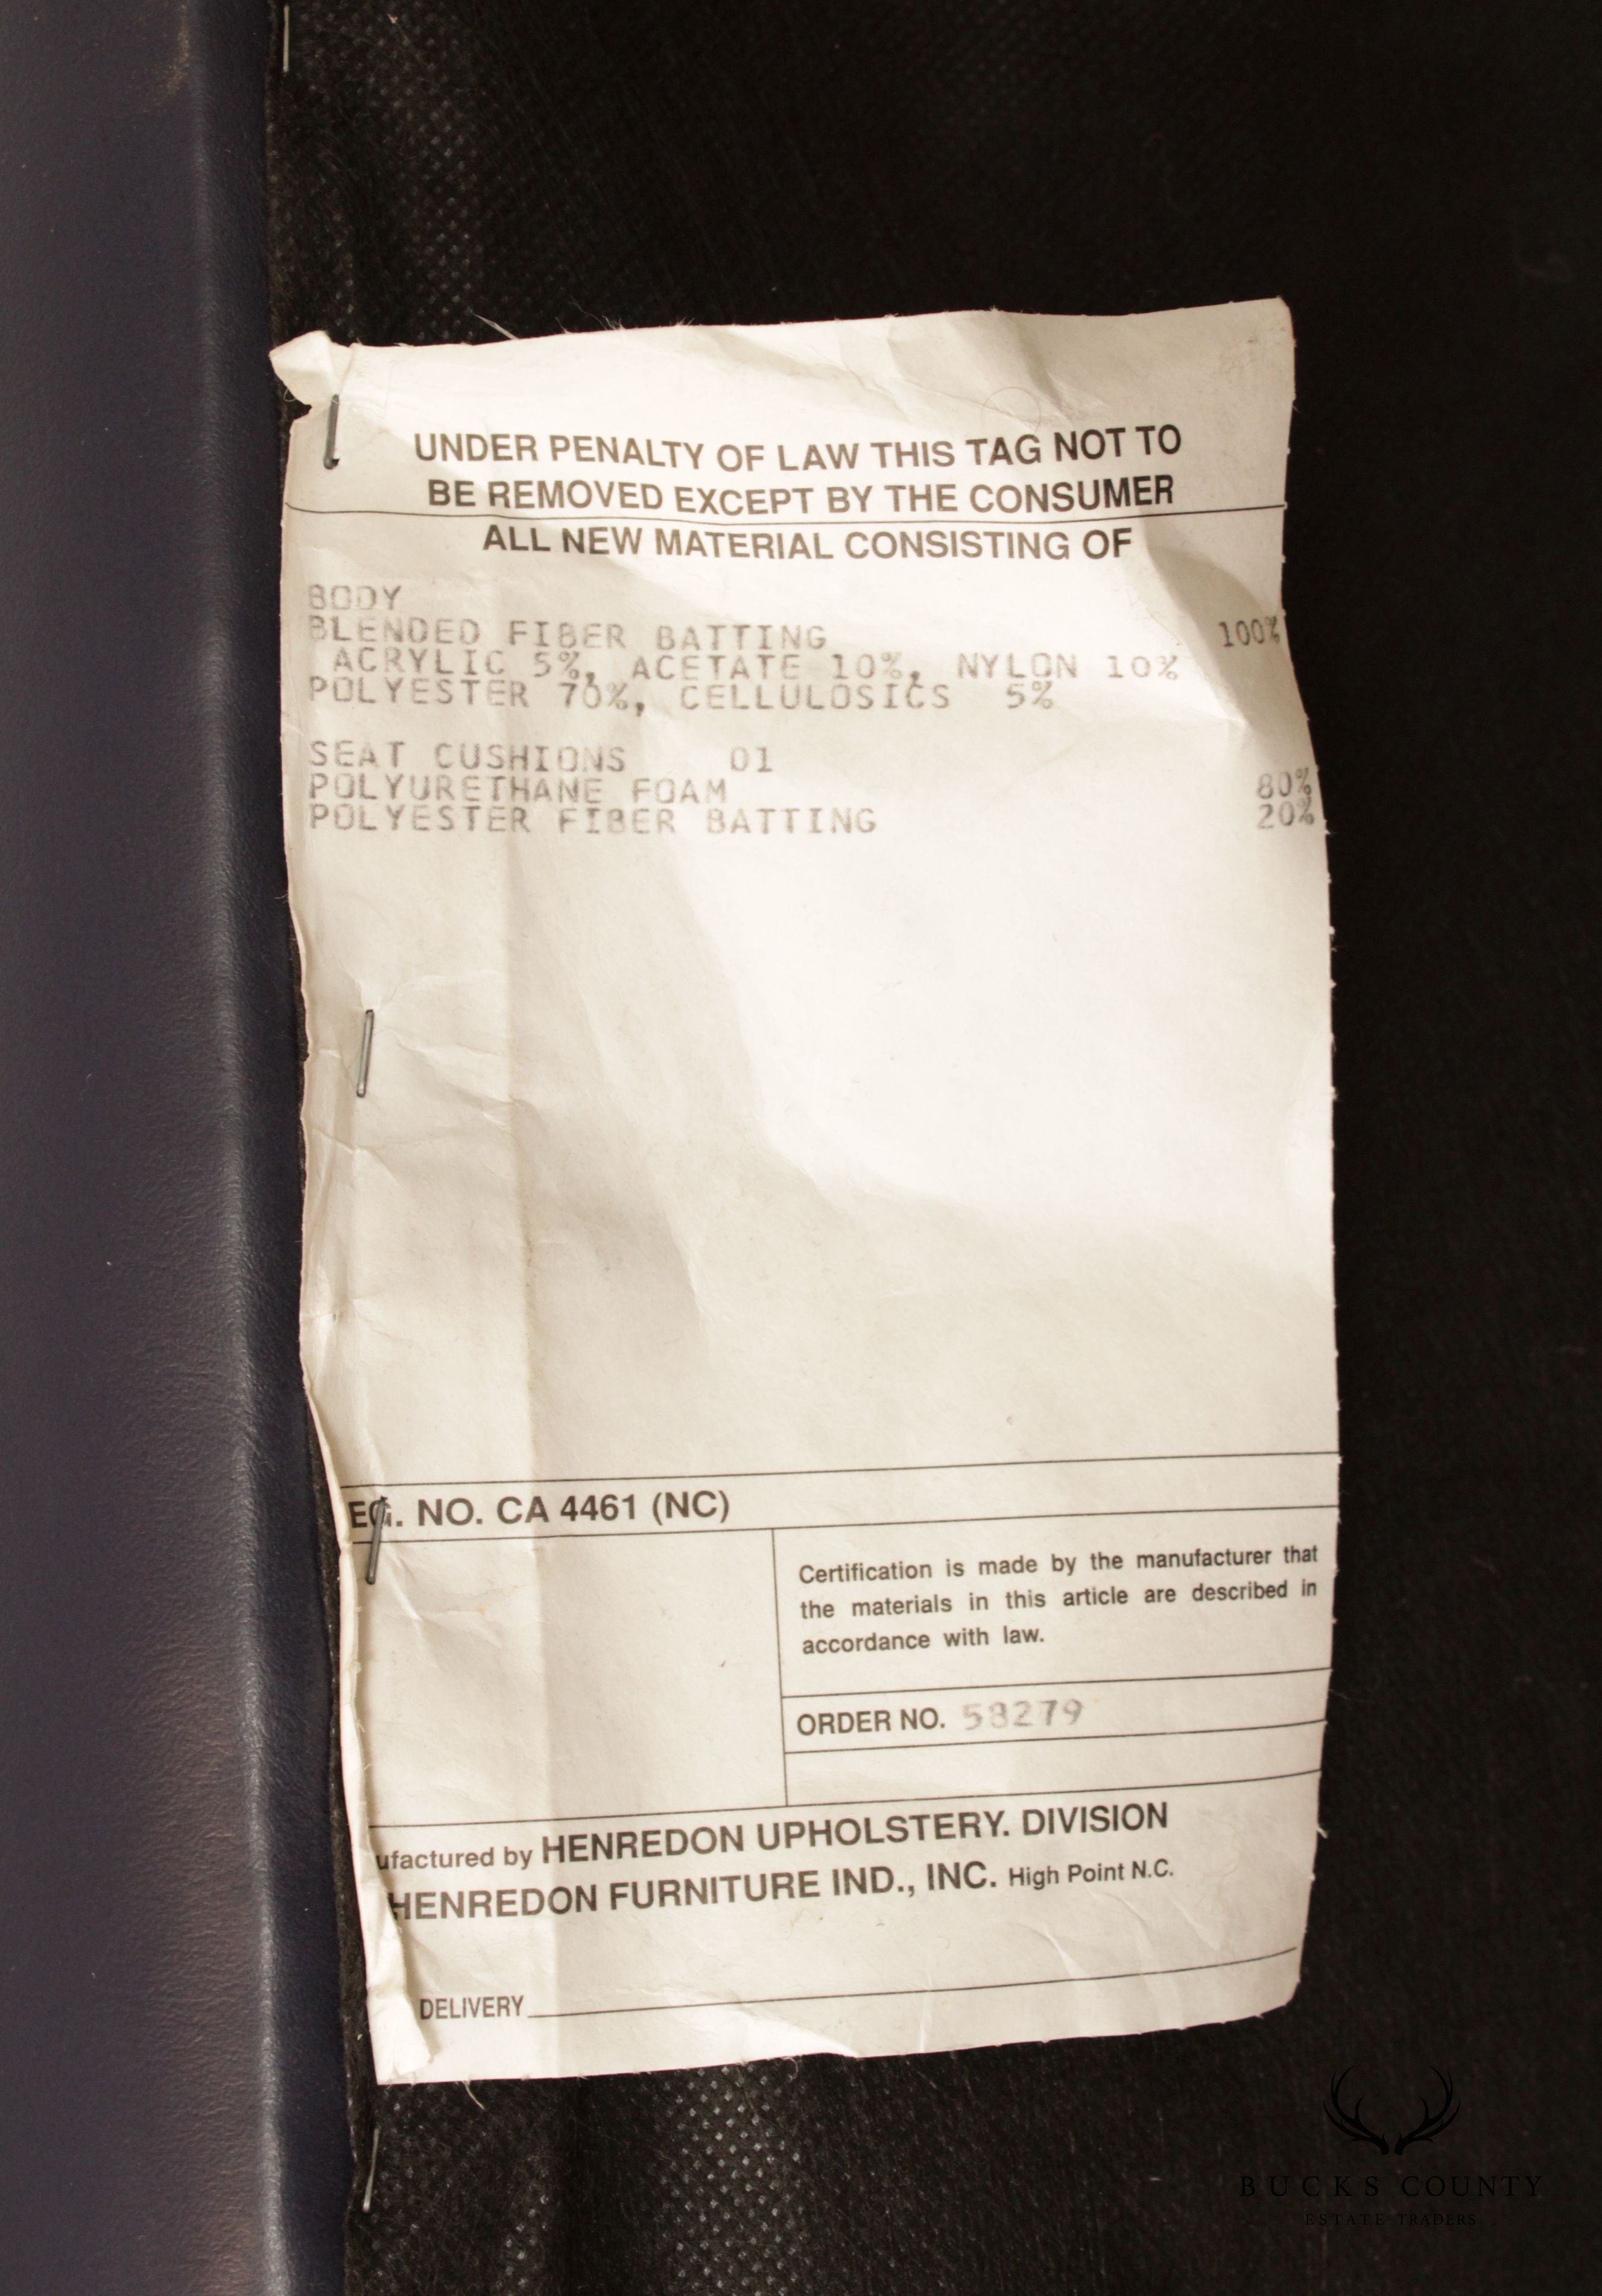 UNDER PENALTY OF LAW THIS TAG NOT TO
BE REMOVED EXCEPT BY THE CONSUMER
ALL NEW MATERIAL CONSISTING OF
BODY
BLENDED FIBER BATTING 100%
ACRYLIC 5%, ACETATE 10%, NYLON 10%
POLYESTER 70%, CELLULOSICS 5%
SEAT CUSHIONS 01
POLYURETHANE FOAM 80%
POLYESTER FIBER BATTING 20%
EG. NO. CA 4461 (NC)
Certification is made by the manufacturer that
the materials in this article are described in
accordance with law.
ORDER NO. 58279
ufactured by HENREDON UPHOLSTERY. DIVISION
HENREDON FURNITURE IND., INC. High Point N.C.
DELIVERY
BUCKS COUNTY
ESTATE TRADERS